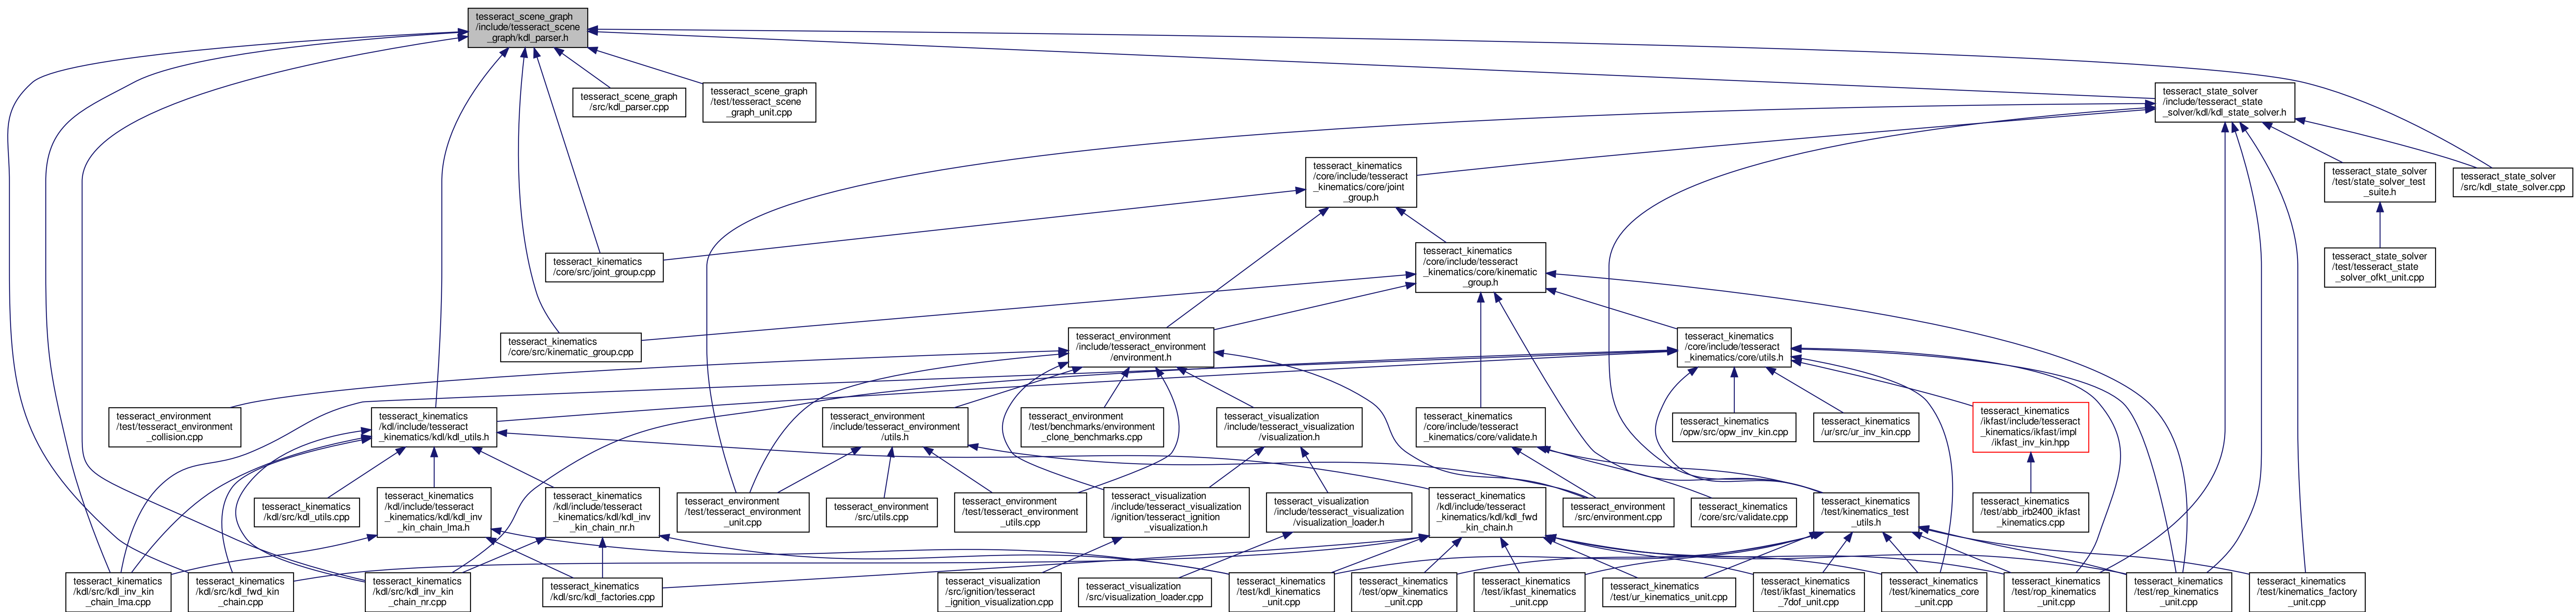 tesseract_scene_graph
/include/tesseract_scene
_graph/kdl_parser.h
tesseract_scene_graph
/src/kdl_parser.cpp
tesseract_scene_graph
/test/tesseract_scene
_graph_unit.cpp
tesseract_state_solver
/include/tesseract_state
_solver/kdl/kdl_state_solver.h
tesseract_kinematics
/core/include/tesseract
_kinematics/core/joint
_group.h
tesseract_state_solver
/test/state_solver_test
_suite.h
tesseract_state_solver
/src/kdl_state_solver.cpp
tesseract_kinematics
/core/src/joint_group.cpp
tesseract_kinematics
/core/include/tesseract
_kinematics/core/kinematic
_group.h
tesseract_state_solver
/test/tesseract_state
_solver_ofkt_unit.cpp
tesseract_kinematics
/core/src/kinematic_group.cpp
tesseract_environment
/include/tesseract_environment
/environment.h
tesseract_kinematics
/core/include/tesseract
_kinematics/core/utils.h
tesseract_environment
/test/tesseract_environment
_collision.cpp
tesseract_kinematics
/kdl/include/tesseract
_kinematics/kdl/kdl_utils.h
tesseract_environment
/include/tesseract_environment
/utils.h
tesseract_environment
/test/benchmarks/environment
_clone_benchmarks.cpp
tesseract_visualization
/include/tesseract_visualization
/visualization.h
tesseract_kinematics
/core/include/tesseract
_kinematics/core/validate.h
tesseract_kinematics
/opw/src/opw_inv_kin.cpp
tesseract_kinematics
/ur/src/ur_inv_kin.cpp
tesseract_kinematics
/ikfast/include/tesseract
_kinematics/ikfast/impl
/ikfast_inv_kin.hpp
tesseract_kinematics
/kdl/src/kdl_utils.cpp
tesseract_kinematics
/kdl/include/tesseract
_kinematics/kdl/kdl_inv
_kin_chain_lma.h
tesseract_kinematics
/kdl/include/tesseract
_kinematics/kdl/kdl_inv
_kin_chain_nr.h
tesseract_environment
/test/tesseract_environment
_unit.cpp
tesseract_environment
/src/utils.cpp
tesseract_environment
/test/tesseract_environment
_utils.cpp
tesseract_visualization
/include/tesseract_visualization
/ignition/tesseract_ignition
_visualization.h
tesseract_visualization
/include/tesseract_visualization
/visualization_loader.h
tesseract_kinematics
/kdl/include/tesseract
_kinematics/kdl/kdl_fwd
_kin_chain.h
tesseract_environment
/src/environment.cpp
tesseract_kinematics
/core/src/validate.cpp
tesseract_kinematics
/test/kinematics_test
_utils.h
tesseract_kinematics
/test/abb_irb2400_ikfast
_kinematics.cpp
tesseract_kinematics
/kdl/src/kdl_inv_kin
_chain_lma.cpp
tesseract_kinematics
/kdl/src/kdl_fwd_kin
_chain.cpp
tesseract_kinematics
/kdl/src/kdl_inv_kin
_chain_nr.cpp
tesseract_kinematics
/kdl/src/kdl_factories.cpp
tesseract_visualization
/src/ignition/tesseract
_ignition_visualization.cpp
tesseract_visualization
/src/visualization_loader.cpp
tesseract_kinematics
/test/kdl_kinematics
_unit.cpp
tesseract_kinematics
/test/opw_kinematics
_unit.cpp
tesseract_kinematics
/test/ikfast_kinematics
_unit.cpp
tesseract_kinematics
/test/ur_kinematics_unit.cpp
tesseract_kinematics
/test/ikfast_kinematics
_7dof_unit.cpp
tesseract_kinematics
/test/kinematics_core
_unit.cpp
tesseract_kinematics
/test/rop_kinematics
_unit.cpp
tesseract_kinematics
/test/rep_kinematics
_unit.cpp
tesseract_kinematics
/test/kinematics_factory
_unit.cpp